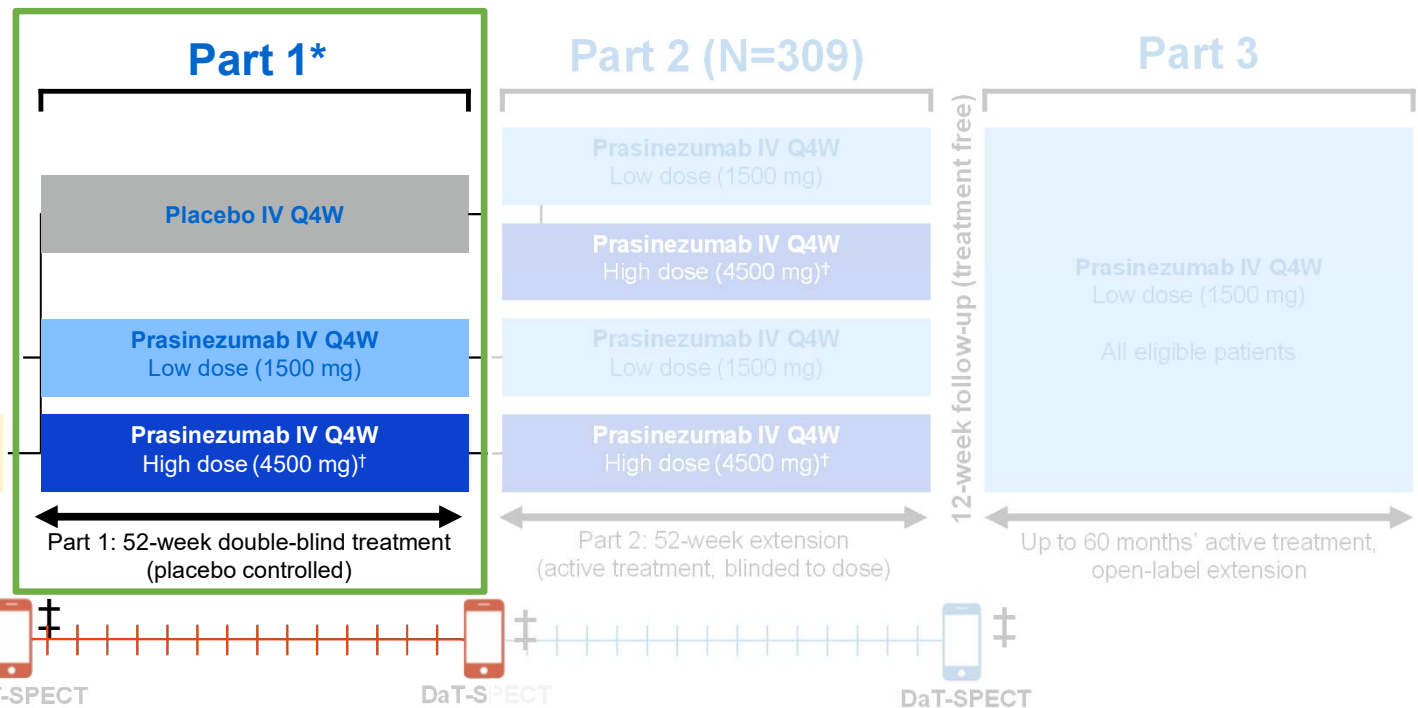 Part 1*
Placebo IV Q4W
Prasinezumab IV Q4W
Low dose (1500 mg)
Prasinezumab IV Q4W
High dose (4500 mg)†
Part 1: 52-week double-blind treatment
(placebo controlled)
Part 2 (N=309)
Prasinezumab IV Q4W
Low dose (1500 mg)
Prasinezumab IV Q4W
High dose (4500 mg)†
Prasinezumab IV Q4W
Low dose (1500 mg)
Prasinezumab IV Q4W
High dose (4500 mg)†
Part 2: 52-week extension
(active treatment, blinded to dose)
12-week follow-up (treatment free)
Part 3
Prasinezumab IV Q4W
Low dose (1500 mg)
All eligible patients
Up to 60 months’ active treatment,
open-label extension
‡
‡
‡
-SPECT
DaT-SPECT
DaT-SPECT